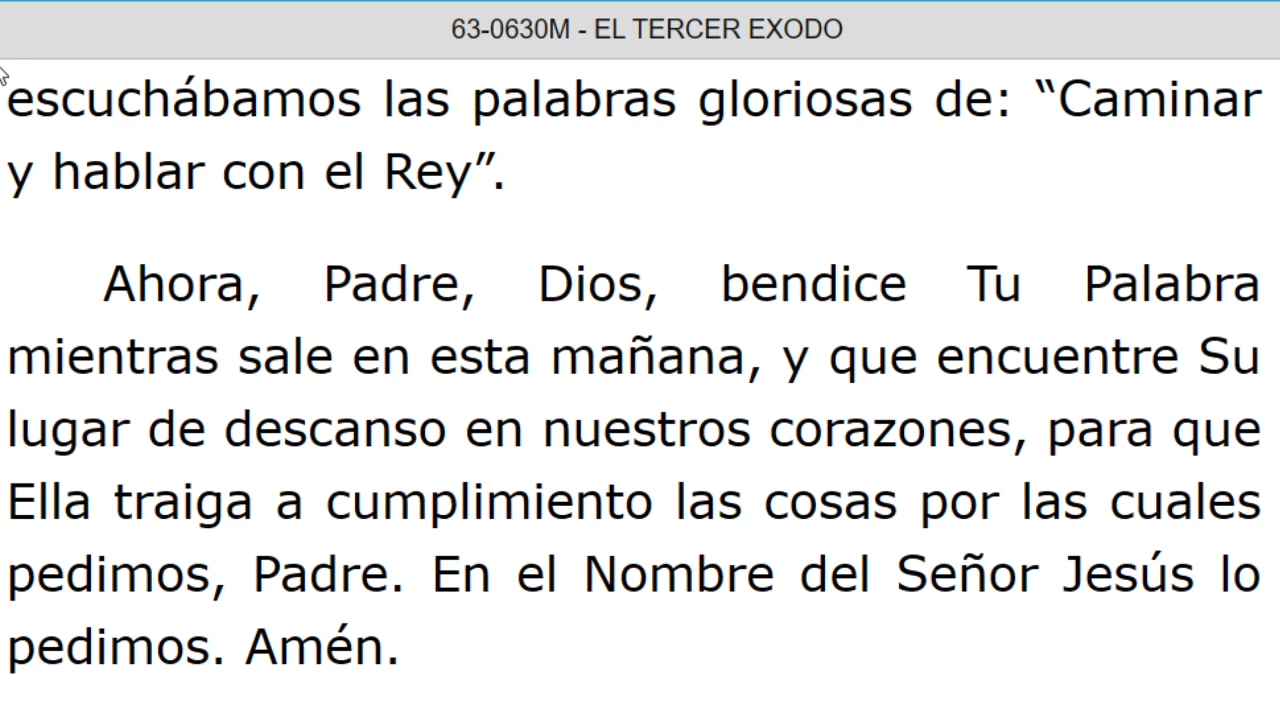 63-0630M - EL TERCER EXODO
escuchábamos las palabras gloriosas de: “Caminar
y hablar con el Rey”.
Ahora, Padre, Dios, bendice Tu Palabra
mientras sale en esta mañana, y que encuentre Su
lugar de descanso en nuestros corazones, para que
Ella traiga a cumplimiento las cosas por las cuales
pedimos, Padre. En el Nombre del Señor Jesús lo
pedimos. Amén.